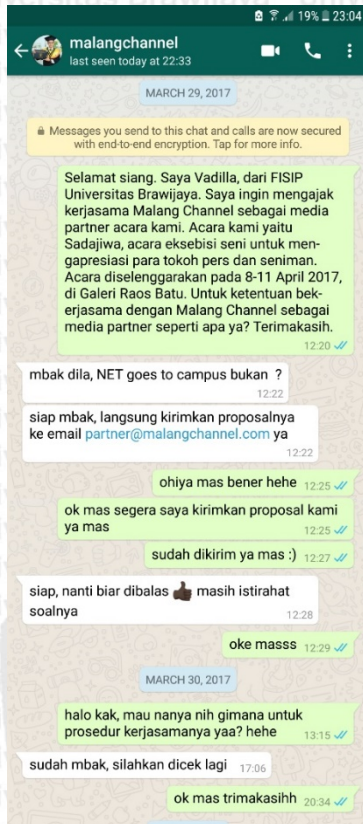 19% 23:04
malangchannel
last seen today at 22:33
MARCH 29, 2017
Messages you send to this chat and calls are now secured
with end-to-end encryption. Tap for more info.
Selamat siang. Saya Vadilla, dari FISIP
Universitas Brawijaya. Saya ingin mengajak
kerjasama Malang Channel sebagai media
partner acara kami. Acara kami yaitu
Sadajiwa, acara eksebisi seni untuk men-
gapresiasi para tokoh pers dan seniman.
Acara diselenggarakan pada 8-11 April 2017,
di Galeri Raos Batu. Untuk ketentuan bek-
erjasama dengan Malang Channel sebagai
media partner seperti apa ya? Terimakasih.
12:20
mbak dila, NET goes to campus bukan ?
12:22
siap mbak, langsung kirimkan proposalnya
ke email partner@malangchannel.com ya
12:22
ohiya mas bener hehe 12:25
ok mas segera saya kirimkan proposal kami
ya mas 12:25
sudah dikirim ya mas :) 12:27
siap, nanti biar dibalas 👍🏿 masih istirahat
soalnya 12:28
oke masss 12:29
MARCH 30, 2017
halo kak, mau nanya nih gimana untuk
prosedur kerjasamanya yaa? hehe 13:15
sudah mbak, silahkan dicek lagi 17:06
ok mas trimakasihh 20:34